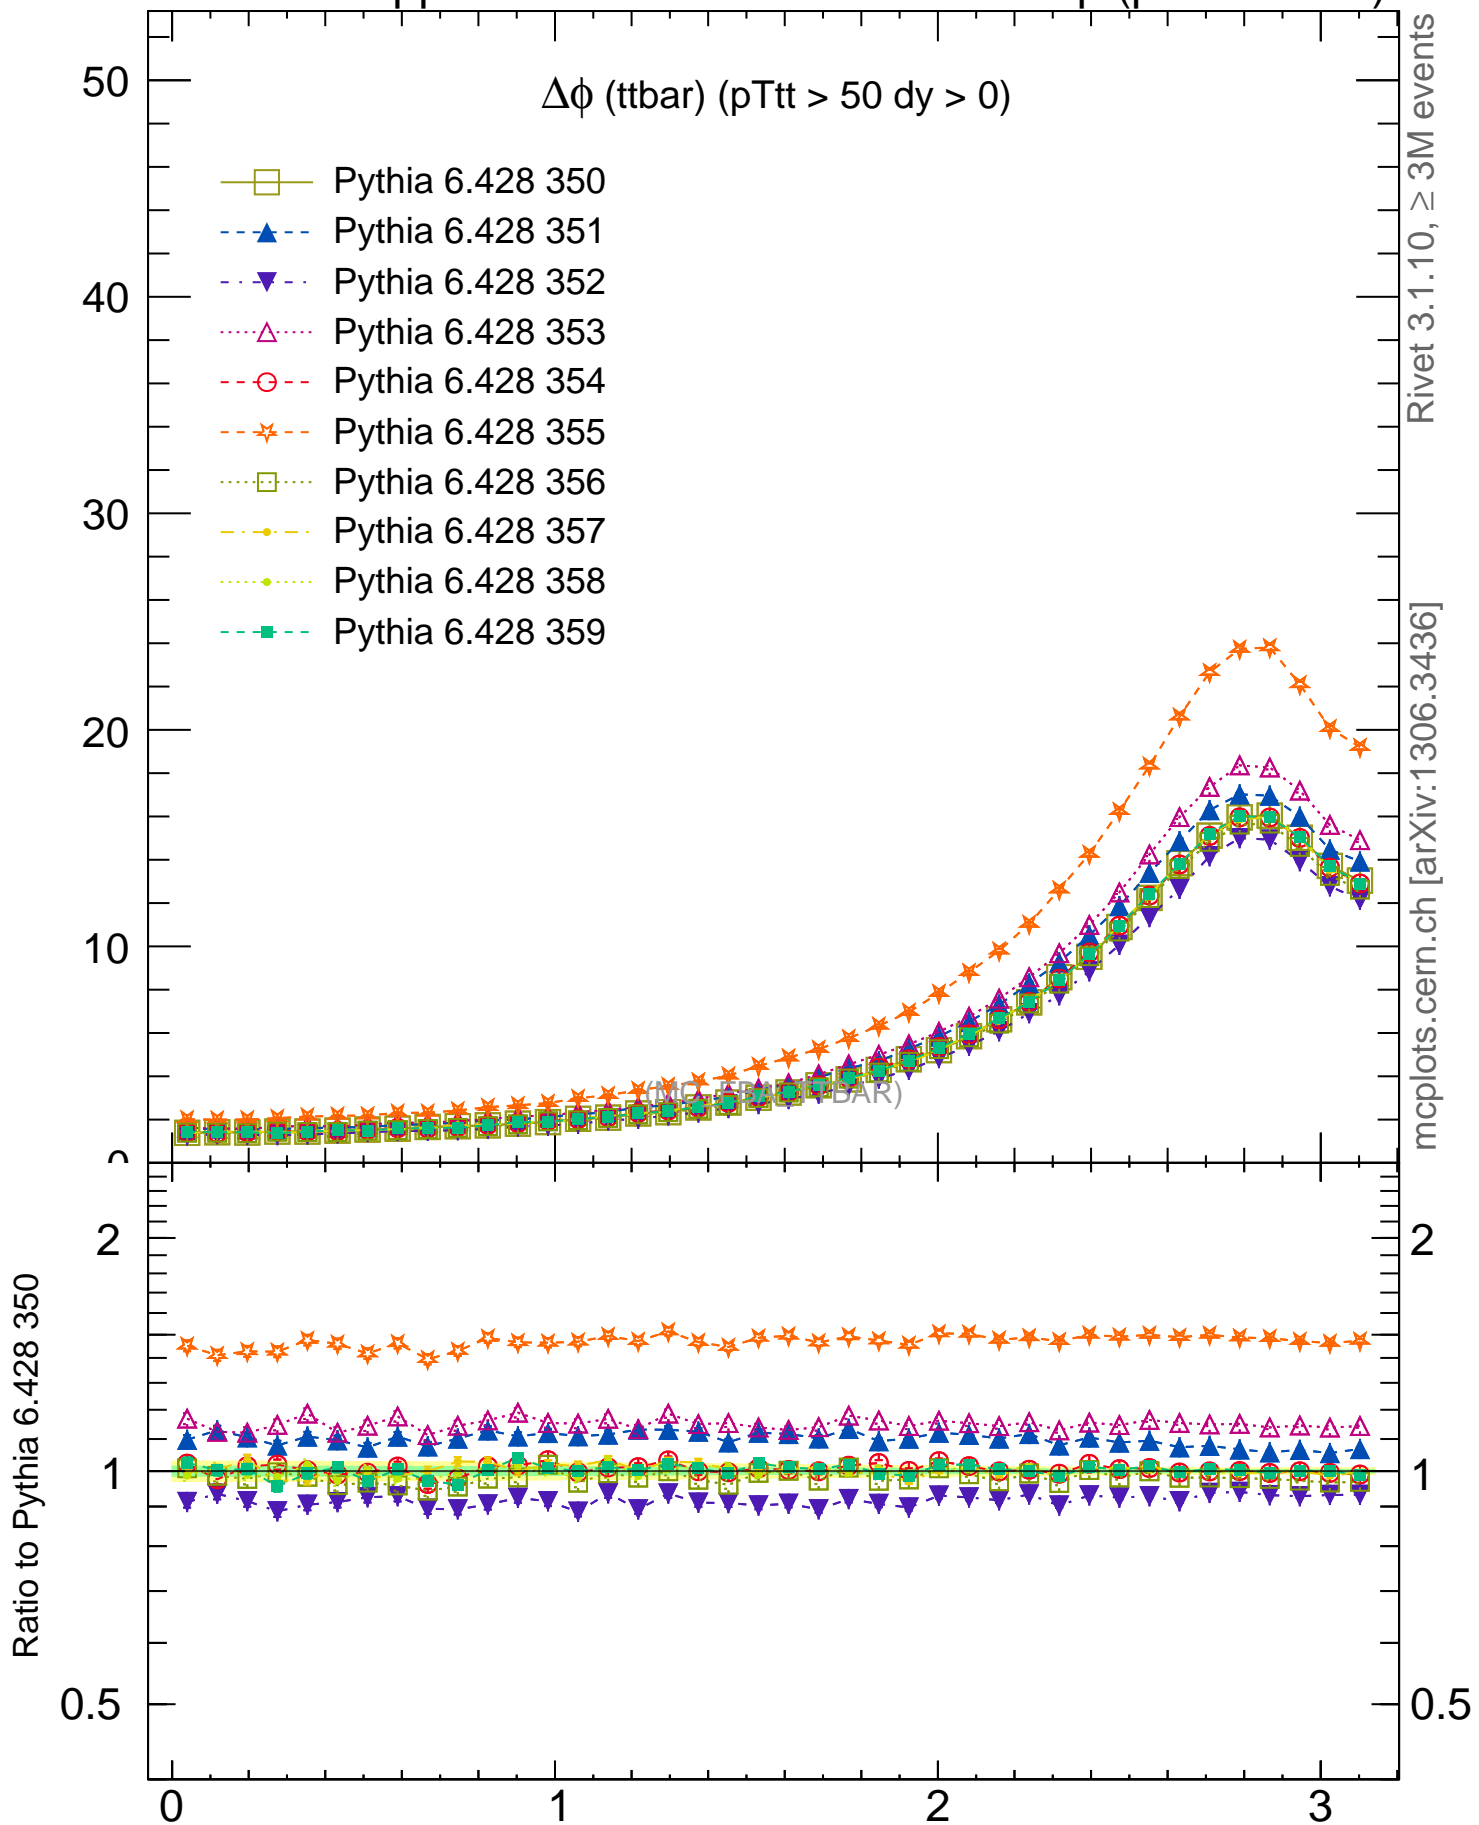 Δϕ (ttbar) (pTtt > 50 dy > 0)
50
40
30
20
10
0
Pythia 6.428 350
Pythia 6.428 351
Pythia 6.428 352
Pythia 6.428 353
Pythia 6.428 354
Pythia 6.428 355
Pythia 6.428 356
Pythia 6.428 357
Pythia 6.428 358
Pythia 6.428 359
Rivet 3.1.10, ≥ 3M events
mcplots.cern.ch [arXiv:1306.3436]
Ratio to Pythia 6.428 350
2
1
0.5
2
1
0.5
0
1
2
3